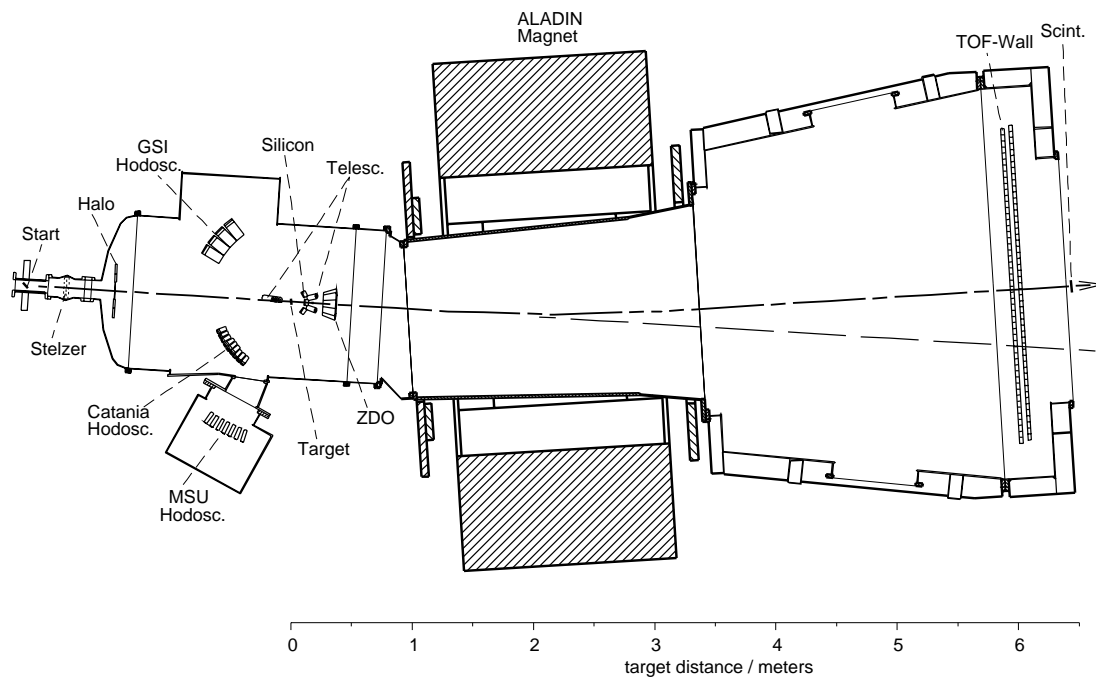 ALADIN
Magnet
Scint.
TOF-Wall
Silicon
GSI
Hodosc.
Telesc.
Halo
Start
Stelzer
Catania
Hodosc.
ZDO
Target
MSU
Hodosc.
0 1 2 3 4 5 6
target distance / meters